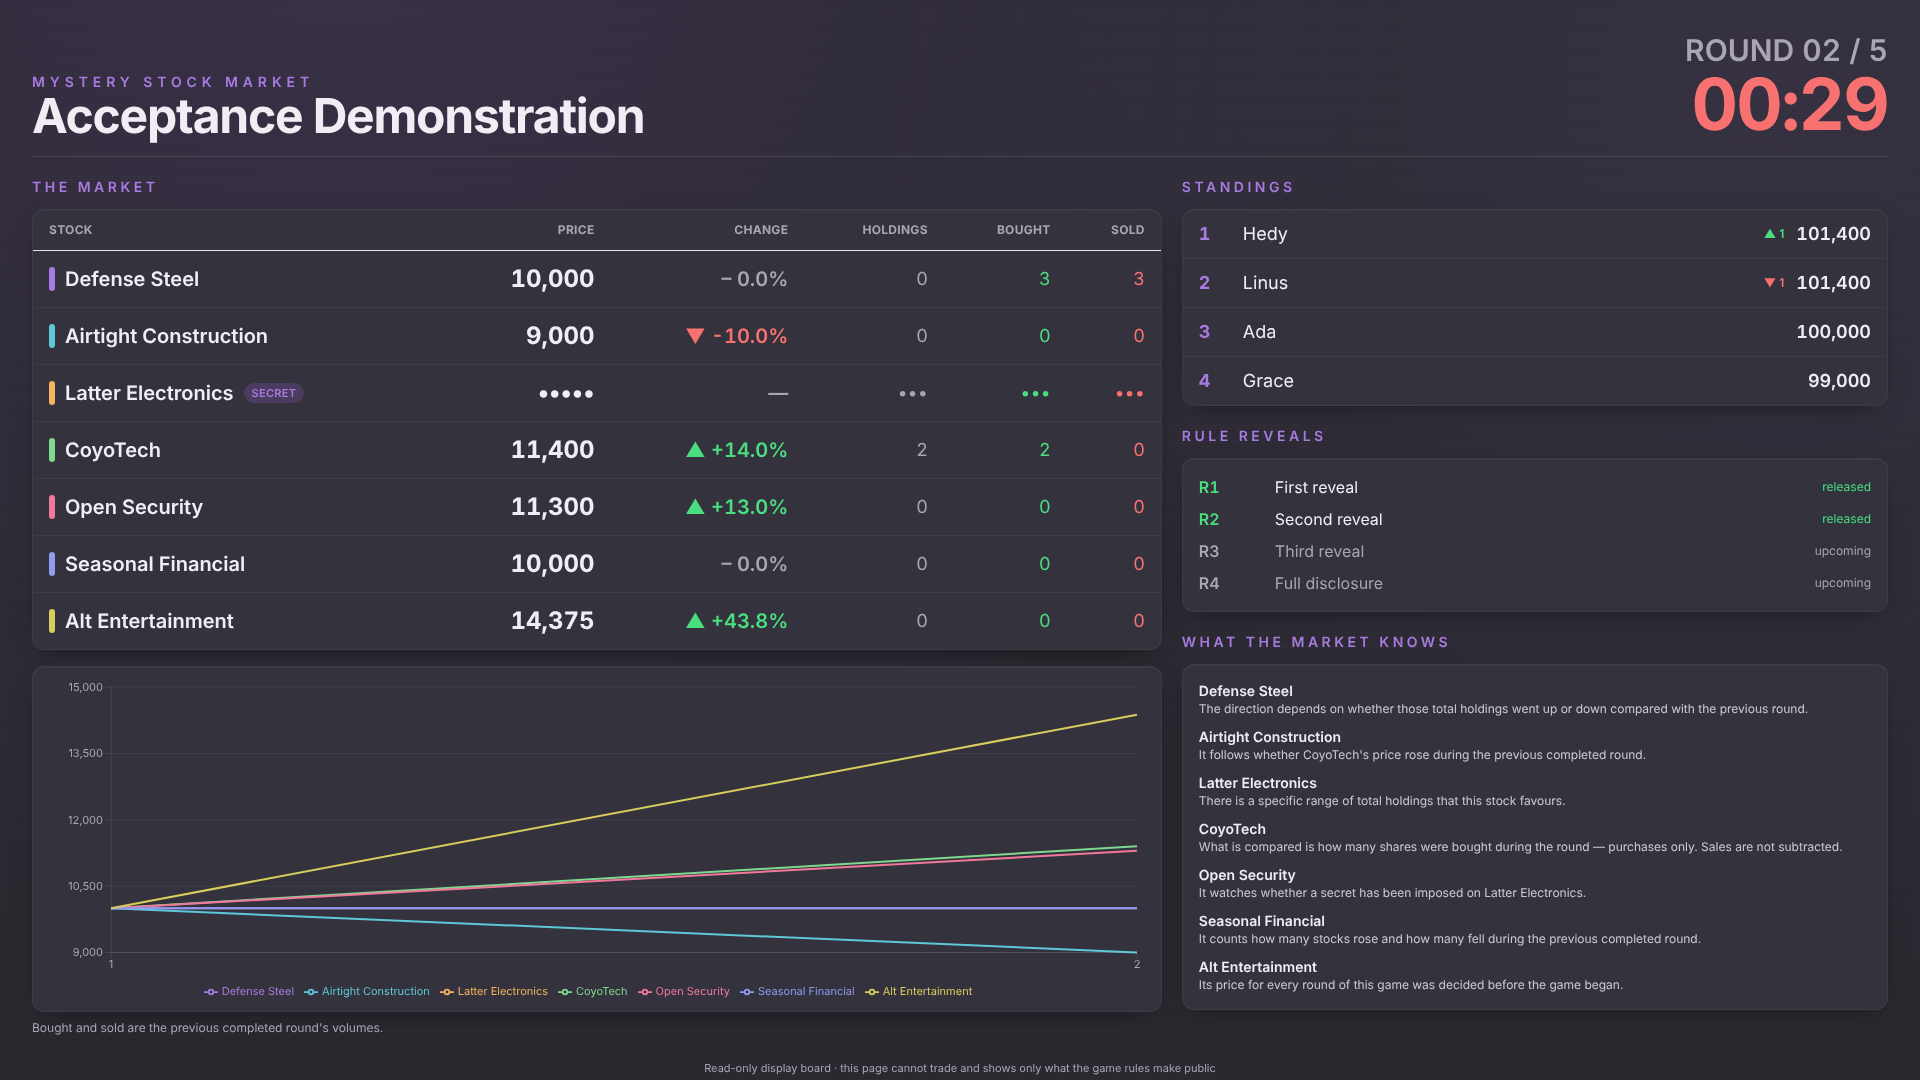 MYSTERY STOCK MARKET
Acceptance Demonstration
ROUND 02 / 5
00:29
THE MARKET
STOCK PRICE CHANGE HOLDINGS BOUGHT SOLD
Defense Steel 10,000 – 0.0% 0 3 3
Airtight Construction 9,000 ▼ -10.0% 0 0 0
Latter Electronics SECRET ●●●●● — ●●● ●●● ●●●
CoyoTech 11,400 ▲ +14.0% 2 2 0
Open Security 11,300 ▲ +13.0% 0 0 0
Seasonal Financial 10,000 – 0.0% 0 0 0
Alt Entertainment 14,375 ▲ +43.8% 0 0 0
15,000
13,500
12,000
10,500
9,000
1 2
Defense Steel Airtight Construction Latter Electronics CoyoTech Open Security Seasonal Financial Alt Entertainment
Bought and sold are the previous completed round's volumes.
STANDINGS
1 Hedy ▲ 1 101,400
2 Linus ▼ 1 101,400
3 Ada 100,000
4 Grace 99,000
RULE REVEALS
R1 First reveal released
R2 Second reveal released
R3 Third reveal upcoming
R4 Full disclosure upcoming
WHAT THE MARKET KNOWS
Defense Steel
The direction depends on whether those total holdings went up or down compared with the previous round.
Airtight Construction
It follows whether CoyoTech's price rose during the previous completed round.
Latter Electronics
There is a specific range of total holdings that this stock favours.
CoyoTech
What is compared is how many shares were bought during the round — purchases only. Sales are not subtracted.
Open Security
It watches whether a secret has been imposed on Latter Electronics.
Seasonal Financial
It counts how many stocks rose and how many fell during the previous completed round.
Alt Entertainment
Its price for every round of this game was decided before the game began.
Read-only display board · this page cannot trade and shows only what the game rules make public